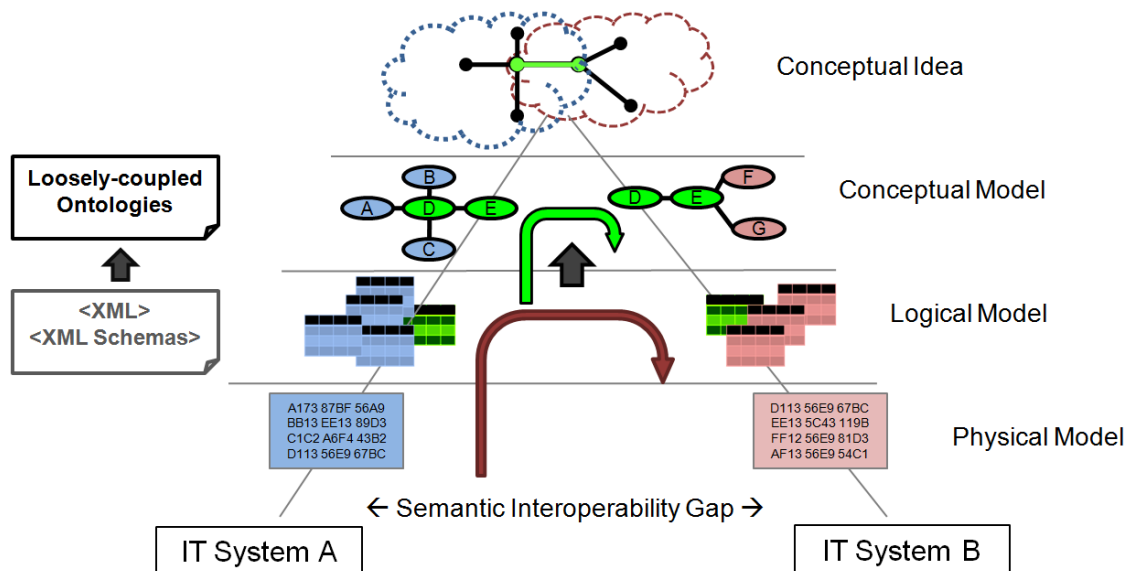 Conceptual Idea
Loosely-coupled
Ontologies
B
A
D
E
C
D
E
F
G
Conceptual Model
<XML>
<XML Schemas>
Logical Model
A173 87BF 56A9
BB13 EE13 89D3
C1C2 A6F4 43B2
D113 56E9 67BC
D113 56E9 67BC
EE13 5C43 119B
FF12 56E9 81D3
AF13 56E9 54C1
Physical Model
← Semantic Interoperability Gap →
IT System A
IT System B